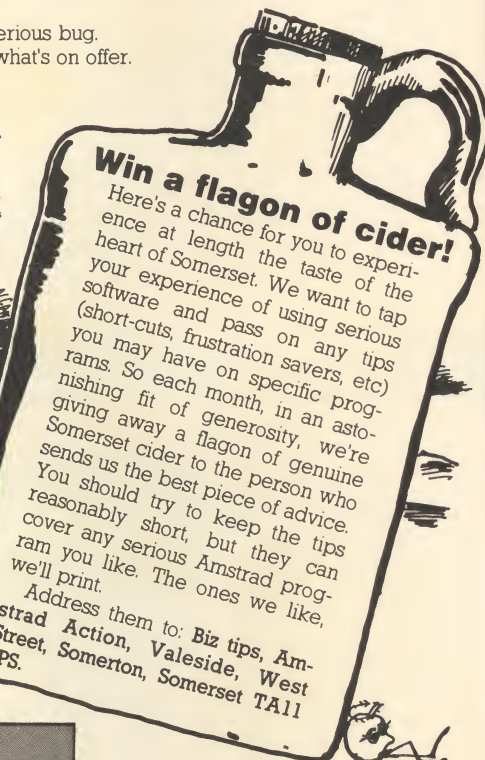 erious bug.
what's on offer.
Win a flagon of cider!
Here's a chance for you to experi-
ence at length the taste of the
heart of Somerset. We want to tap
your experience of using serious
software and pass on any tips
(short-cuts, frustration savers, etc)
you may have on specific prog-
rams. So each month, in an asto-
nishing fit of generosity, we're
giving away a flagon of genuine
Somerset cider to the person who
sends us the best piece of advice.
You should try to keep the tips
reasonably short, but they can
cover any serious Amstrad prog-
ram you like. The ones we like,
we'll print.
Address them to: Biz tips, Am-
strad Action, Valeside, West
Street, Somerton, Somerset TA11
PS.